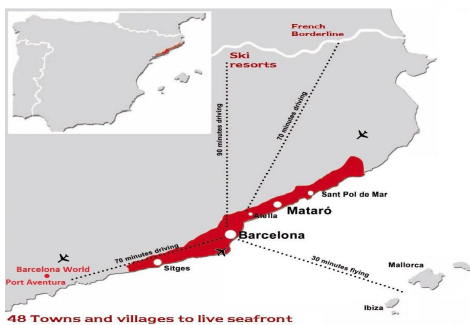 French
Borderline
Ski
resorts
90 minutes driving
70 minutes driving
Sant Pol de Mar
Alella
Mataró
Barcelona
70 minutes driving
Barcelona World
Port Aventura
Sitges
30 minutes flying
Mallorca
Ibiza
48 Towns and villages to live seafront